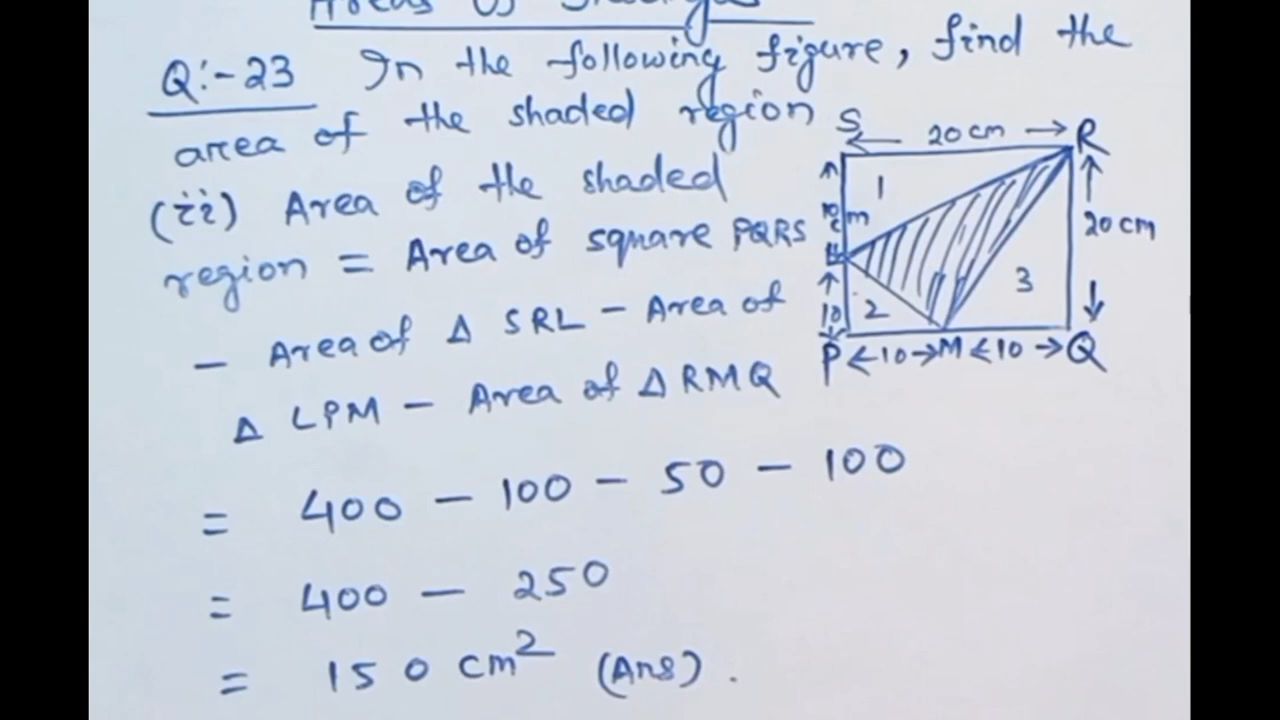 Areas of
Q:-23 In the following figure, find the
area of the shaded region
(ii) Area of the shaded
region = Area of square PQRS
- Area of Δ SRL - Area of
Δ LPM - Area of Δ RMQ
= 400 - 100 - 50 - 100
= 400 - 250
= 150 cm² (Ans).
S ← 20 cm → R
1
10 cm
20 cm
L
3
10 2
P ←10→ M ←10→ Q